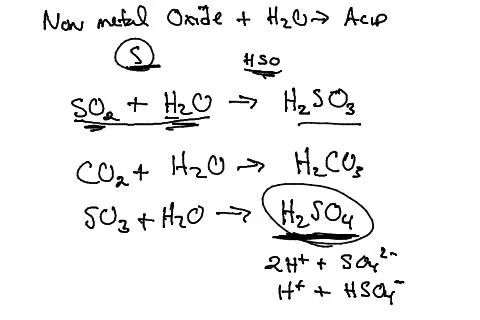 Non metal Oxide + H2O → Acid
S
HSO
SO2 + H2O → H2SO3
CO2 + H2O → H2CO3
SO3 + H2O → H2SO4
2H+ + SO4 2-
H+ + HSO4-